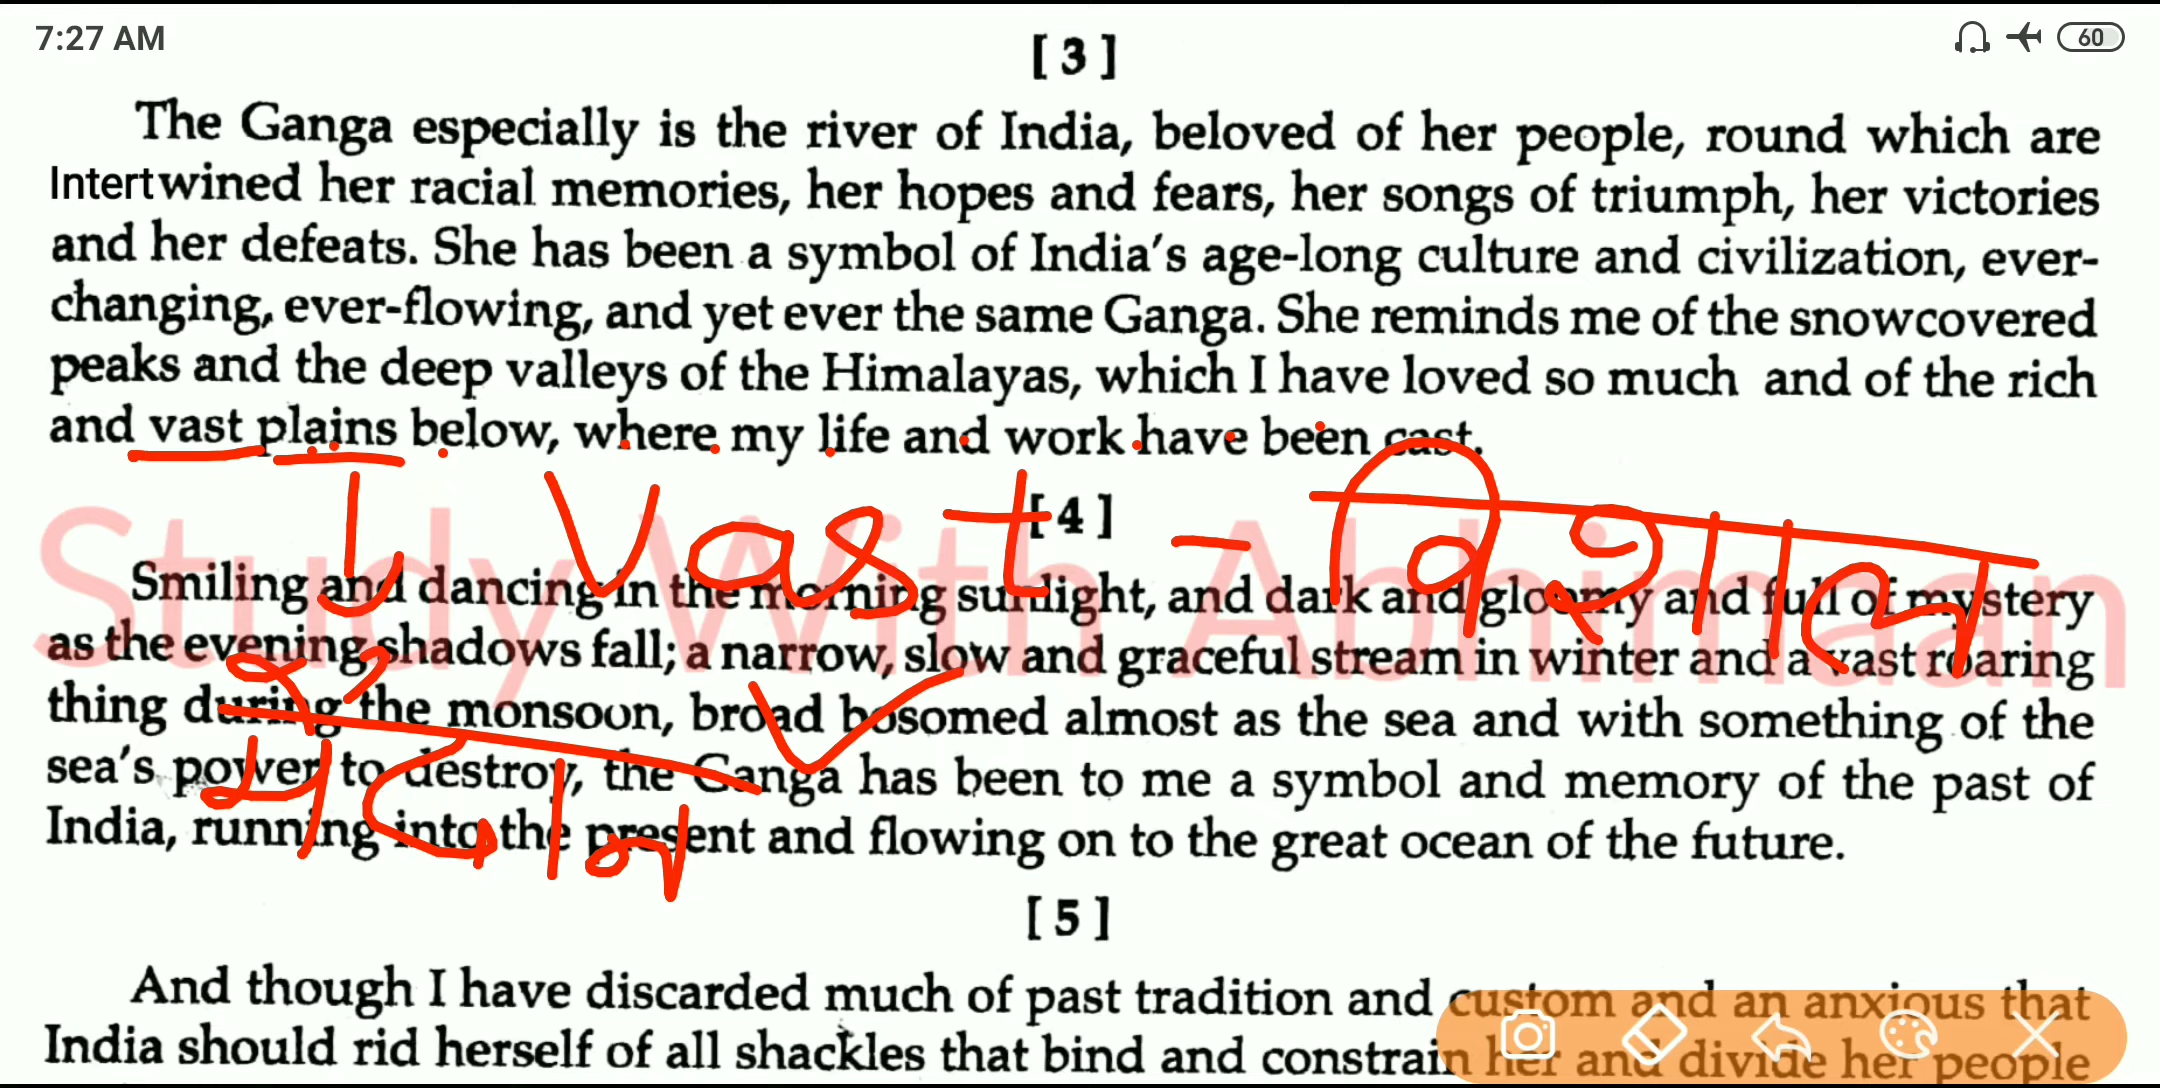 7:27 AM
60
[ 3 ]
The Ganga especially is the river of India, beloved of her people, round which are
Intertwined her racial memories, her hopes and fears, her songs of triumph, her victories
and her defeats. She has been a symbol of India's age-long culture and civilization, ever-
changing, ever-flowing, and yet ever the same Ganga. She reminds me of the snowcovered
peaks and the deep valleys of the Himalayas, which I have loved so much and of the rich
and vast plains below, where my life and work have been cast.
Vast - विशाल
[ 4 ]
Study With Abhimaan
Smiling and dancing in the morning sunlight, and dark and gloomy and full of mystery
as the evening shadows fall; a narrow, slow and graceful stream in winter and a vast roaring
thing during the monsoon, broad bosomed almost as the sea and with something of the
मैदान
sea's power to destroy, the Ganga has been to me a symbol and memory of the past of
India, running into the present and flowing on to the great ocean of the future.
[ 5 ]
And though I have discarded much of past tradition and custom and an anxious that
India should rid herself of all shackles that bind and constrain her and divide her people